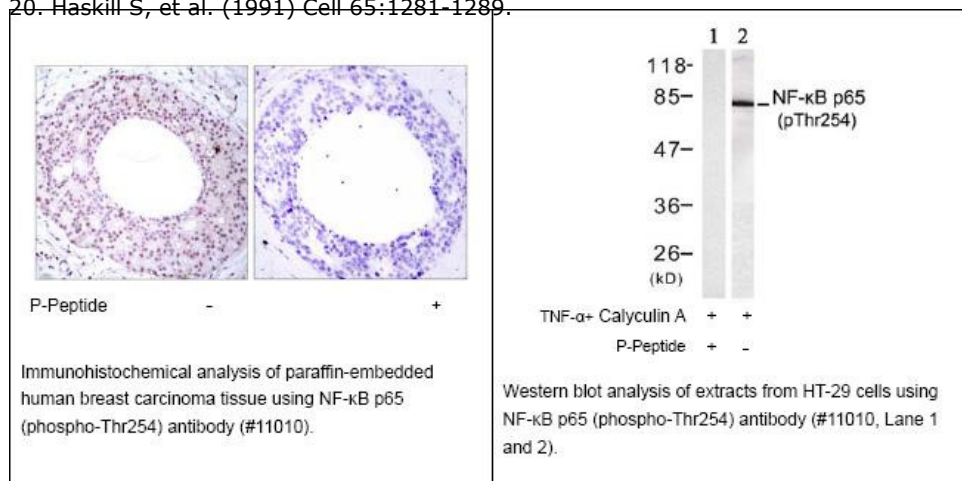 20. Haskill S, et al. (1991) Cell 65:1281-1289.
P-Peptide - +
Immunohistochemical analysis of paraffin-embedded
human breast carcinoma tissue using NF-κB p65
(phospho-Thr254) antibody (#11010).
1 2
118-
85-
NF-κB p65
(pThr254)
47-
36-
26-
(kD)
TNF-α+ Calyculin A + +
P-Peptide + -
Western blot analysis of extracts from HT-29 cells using
NF-κB p65 (phospho-Thr254) antibody (#11010, Lane 1
and 2).